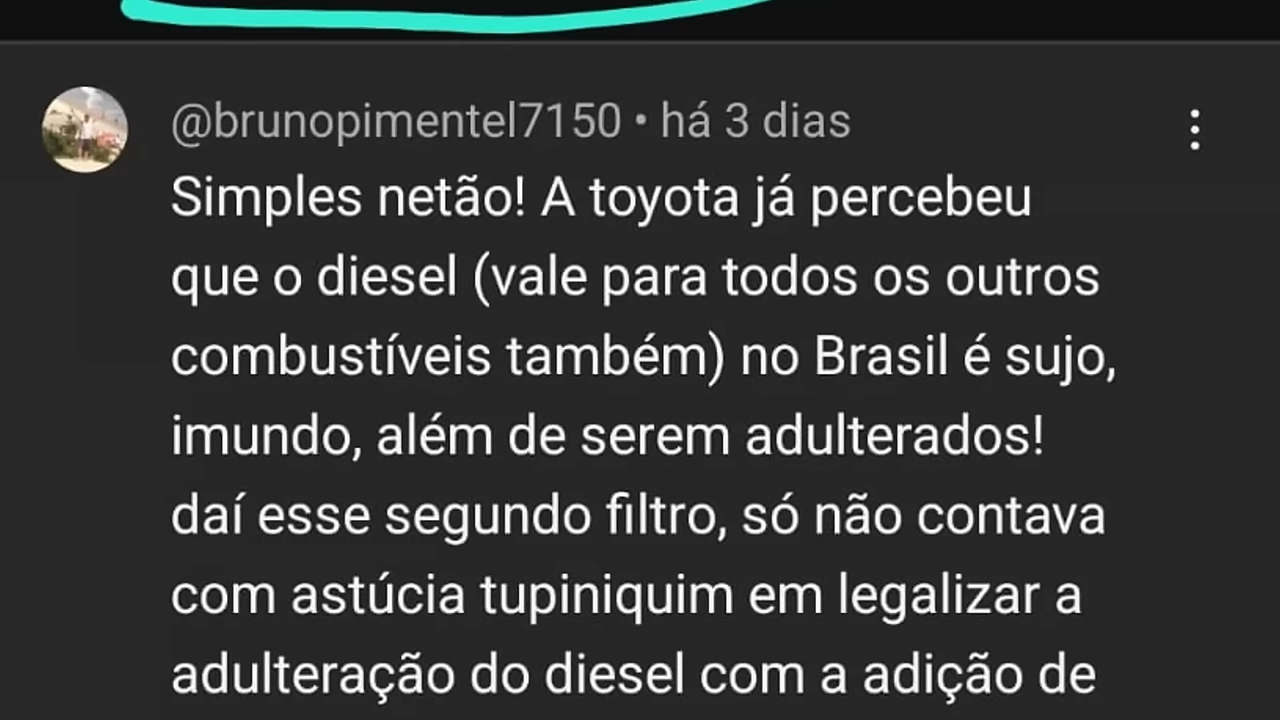 @brunopimentel7150 • há 3 dias
Simples netão! A toyota já percebeu
que o diesel (vale para todos os outros
combustíveis também) no Brasil é sujo,
imundo, além de serem adulterados!
daí esse segundo filtro, só não contava
com astúcia tupiniquim em legalizar a
adulteração do diesel com a adição de